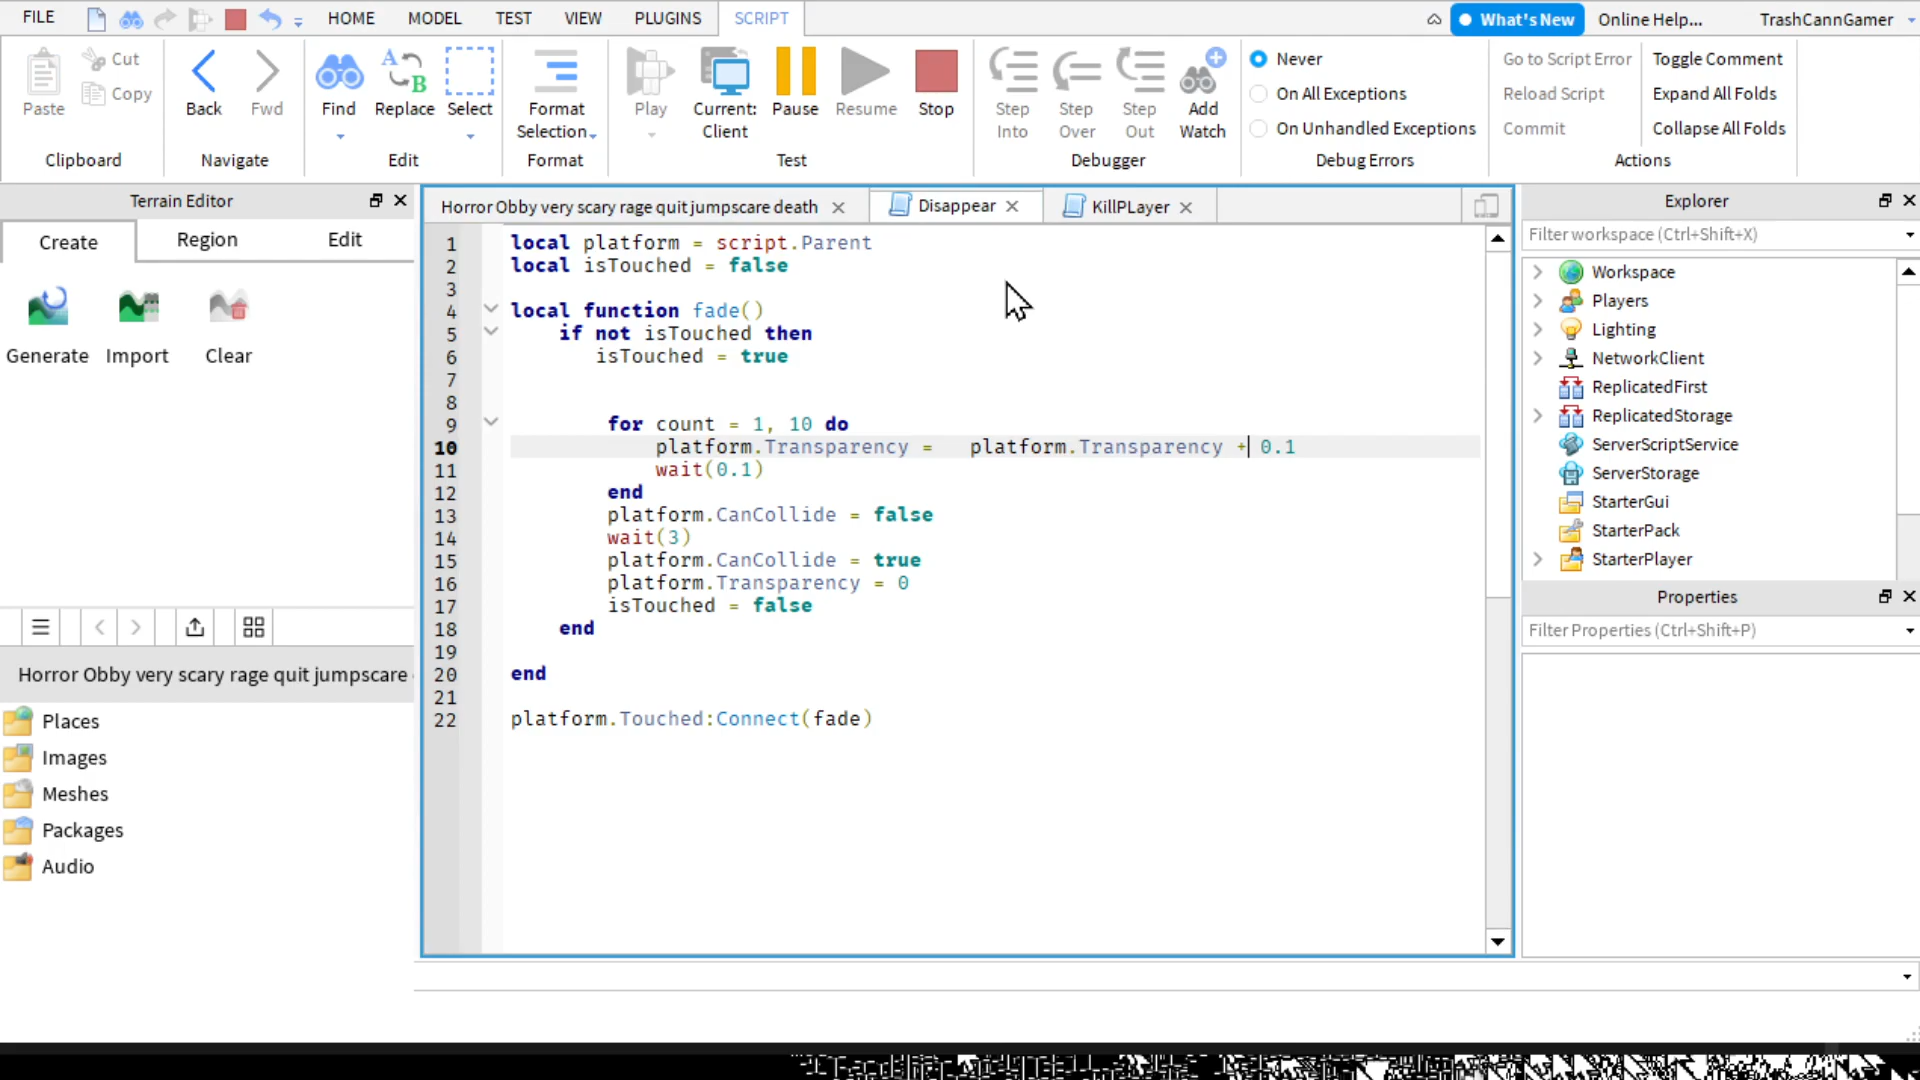 FILE HOME MODEL TEST VIEW PLUGINS SCRIPT What's New Online Help... TrashCannGamer
Paste Cut Copy
Clipboard
Back Fwd
Navigate
Find Replace Select
Edit
Format Selection
Format
Play Current: Client Pause Resume Stop
Test
Step Into Step Over Step Out Add Watch
Debugger
Never
On All Exceptions
On Unhandled Exceptions
Debug Errors
Go to Script Error
Reload Script
Commit
Toggle Comment
Expand All Folds
Collapse All Folds
Actions
Terrain Editor
Create Region Edit
Generate Import Clear
Horror Obby very scary rage quit jumpscare
Places
Images
Meshes
Packages
Audio
Horror Obby very scary rage quit jumpscare death Disappear KillPLayer
1 local platform = script.Parent
2 local isTouched = false
3
4 local function fade()
5 if not isTouched then
6 isTouched = true
7
8
9 for count = 1, 10 do
10 platform.Transparency = platform.Transparency + 0.1
11 wait(0.1)
12 end
13 platform.CanCollide = false
14 wait(3)
15 platform.CanCollide = true
16 platform.Transparency = 0
17 isTouched = false
18 end
19
20 end
21
22 platform.Touched:Connect(fade)
Explorer
Filter workspace (Ctrl+Shift+X)
Workspace
Players
Lighting
NetworkClient
ReplicatedFirst
ReplicatedStorage
ServerScriptService
ServerStorage
StarterGui
StarterPack
StarterPlayer
Properties
Filter Properties (Ctrl+Shift+P)